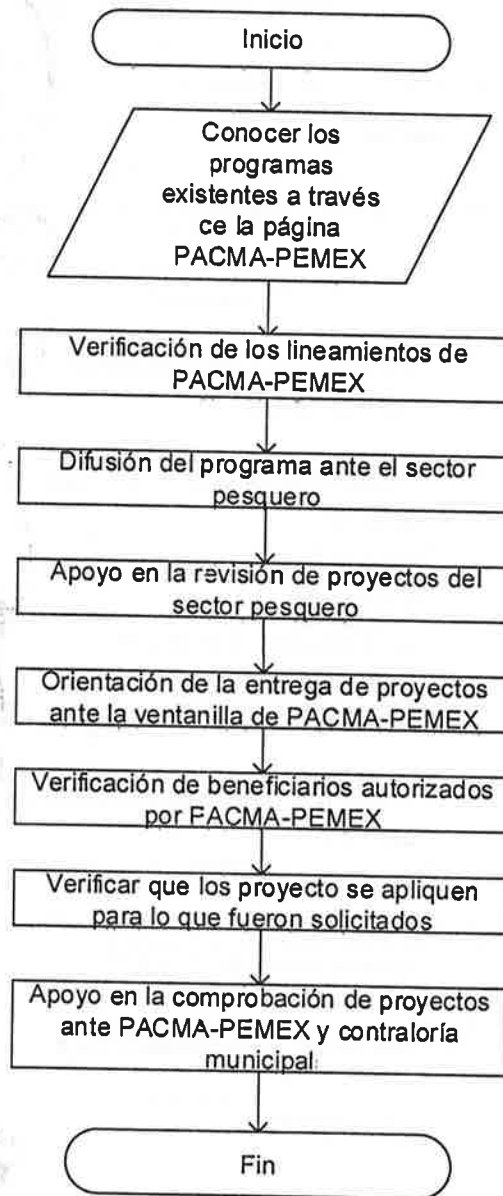 Inicio
Conocer los
programas
existentes a través
ce la página
PACMA-PEMEX
Verificación de los lineamientos de
PACMA-PEMEX
Difusión del programa ante el sector
pesquero
Apoyo en la revisión de proyectos del
sector pesquero
Orientación de la entrega de proyectos
ante la ventanilla de PACMA-PEMEX
Verificación de beneficiarios autorizados
por FACMA-PEMEX
Verificar que los proyecto se apliquen
para lo que fueron solicitados
Apoyo en la comprobación de proyectos
ante PACMA-PEMEX y contraloría
municipal
Fin